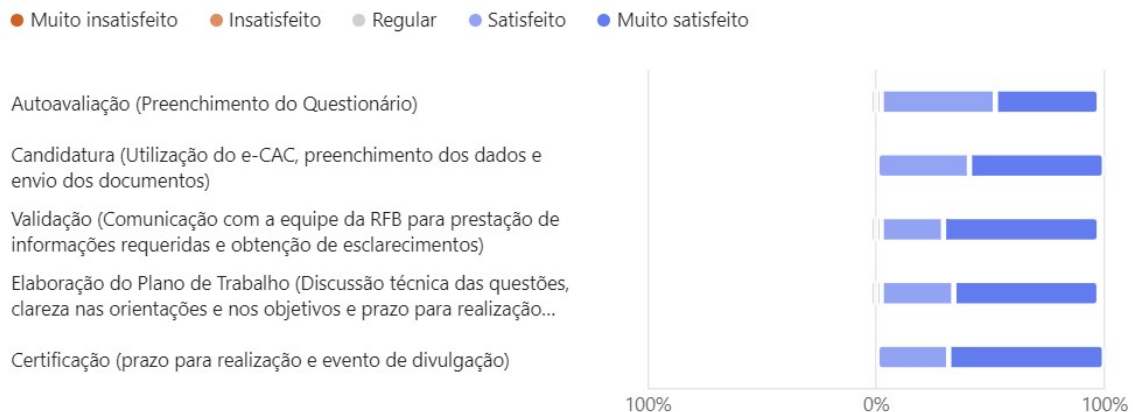 Muito insatisfeito Insatisfeito Regular Satisfeito Muito satisfeito
Autoavaliação (Preenchimento do Questionário)
Candidatura (Utilização do e-CAC, preenchimento dos dados e
envio dos documentos)
Validação (Comunicação com a equipe da RFB para prestação de
informações requeridas e obtenção de esclarecimentos)
Elaboração do Plano de Trabalho (Discussão técnica das questões,
clareza nas orientações e nos objetivos e prazo para realização...
Certificação (prazo para realização e evento de divulgação)
100% 0% 100%